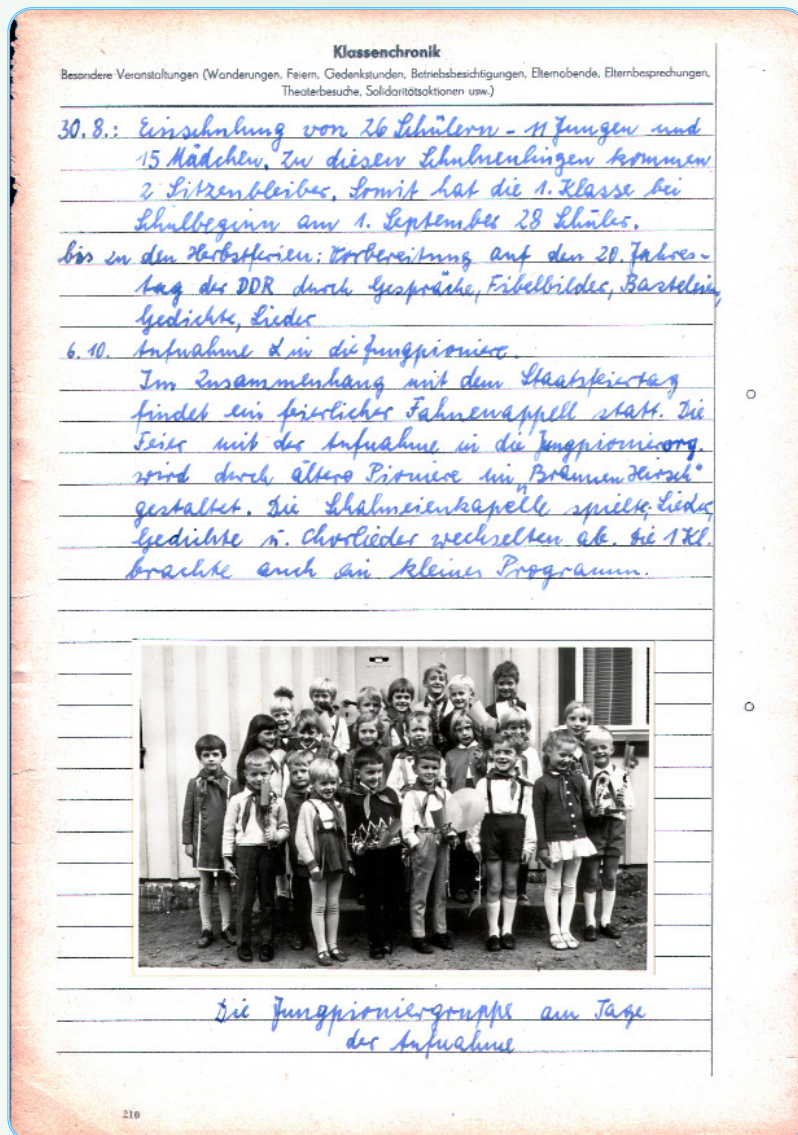 Klassenchronik
Besondere Veranstaltungen (Wanderungen, Feiern, Gedenkstunden, Betriebsbesichtigungen, Elternabende, Elternbesprechungen,
Theaterbesuche, Solidaritätsaktionen usw.)
30.8.: Einschulung von 26 Schülern - 11 Jungen und
15 Mädchen. Zu diesen Schulneulingen kommen
2 Sitzenbleiber. Somit hat die 1. Klasse bei
Schulbeginn am 1. September 28 Schüler.
bis zu den Herbstferien: Vorbereitung auf den 20. Jahres-
tag der DDR durch Gespräche, Fibelbilder, Basteleien,
Gedichte, Lieder
6.10. Aufnahme in die Jungpioniere.
Im Zusammenhang mit dem Staatsfeiertag
findet ein feierlicher Fahnenappell statt. Die
Feier mit der Aufnahme in die Jungpionierorg.
wird durch ältere Pioniere im „Braunen Hirsch"
gestaltet. Die Schalmeienkapelle spielte, Lieder,
Gedichte u. Chorlieder wechselten ab. Die 1 Kl.
brachte auch ein kleines Programm.
Die Jungpioniergruppe am Tage
der Aufnahme
210